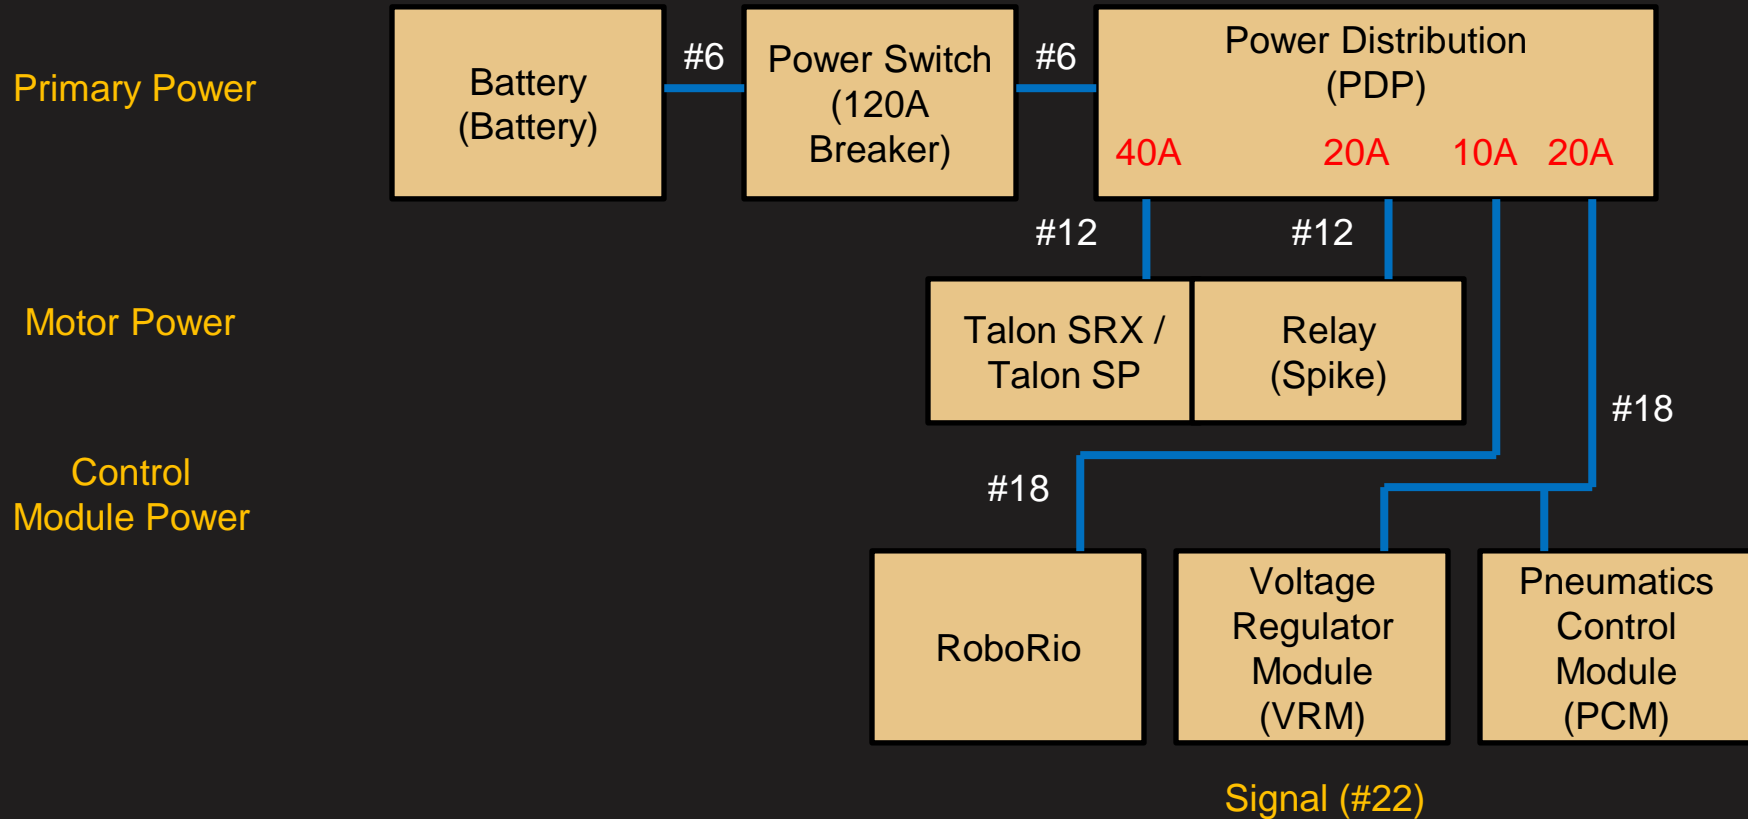 Primary Power
Battery
(Battery)
#6
Power Switch
(120A
Breaker)
#6
Power Distribution
(PDP)
40A
20A
10A
20A
#12
#12
Motor Power
Talon SRX /
Talon SP
Relay
(Spike)
#18
Control
Module Power
#18
RoboRio
Voltage
Regulator
Module
(VRM)
Pneumatics
Control
Module
(PCM)
Signal (#22)